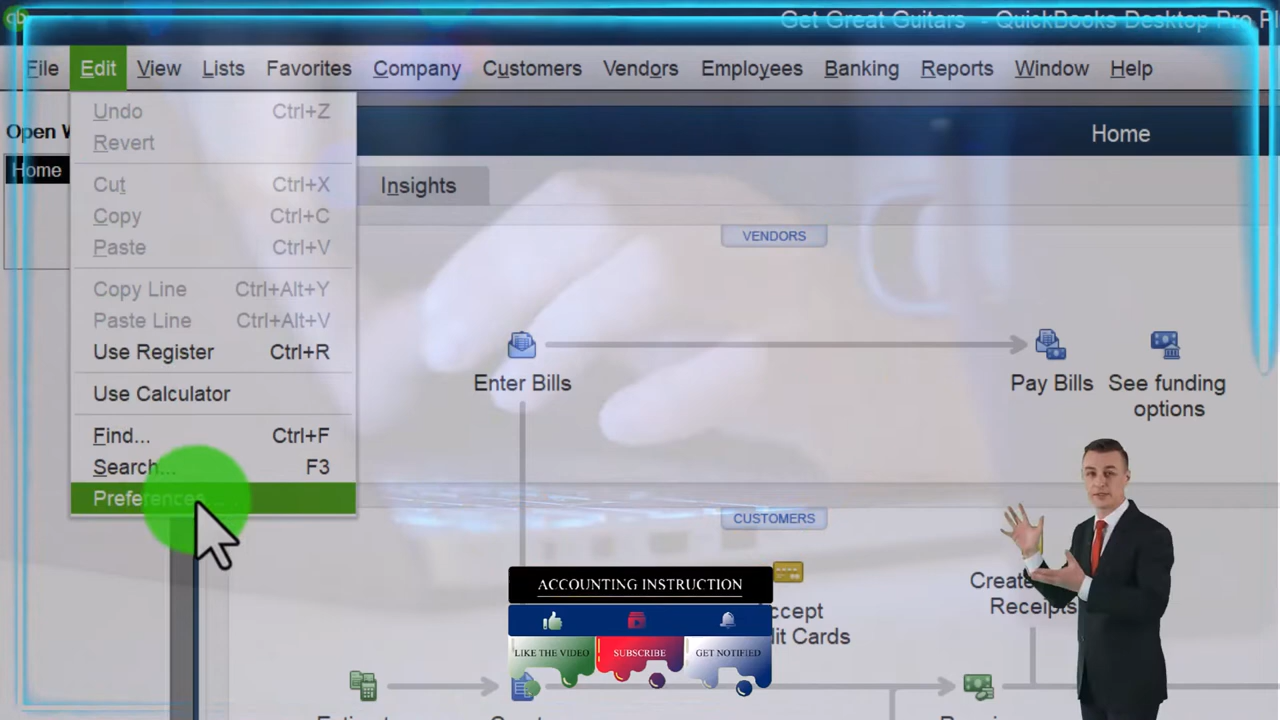 Get Great Guitars - QuickBooks Desktop Pro Pl
File Edit View Lists Favorites Company Customers Vendors Employees Banking Reports Window Help
Undo Ctrl+Z
Open W
Revert
Home
Home
Cut Ctrl+X
Insights
Copy Ctrl+C
VENDORS
Paste Ctrl+V
Copy Line Ctrl+Alt+Y
Paste Line Ctrl+Alt+V
Use Register Ctrl+R
Enter Bills
Pay Bills
See funding
options
Use Calculator
Find... Ctrl+F
Search... F3
Preferences...
CUSTOMERS
ACCOUNTING INSTRUCTION
Create
Receipts
ccept
dit Cards
LIKE THE VIDEO
SUBSCRIBE
GET NOTIFIED